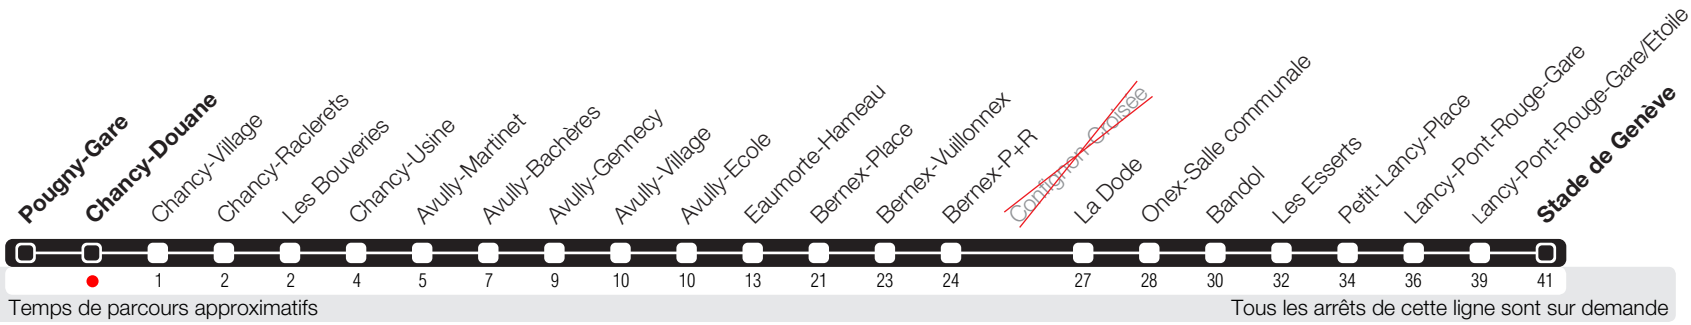 Pougny-Gare
Chancy-Douane
Chancy-Village
Chancy-Raclerets
Les Bouveries
Chancy-Usine
Avully-Martinet
Avully-Bachères
Avully-Gennecy
Avully-Village
Avully-Ecole
Eaumorte-Hameau
Bernex-Place
Bernex-Vuillonnex
Bernex-P+R
Confignon-Croisée
La Dode
Onex-Salle communale
Bandol
Les Esserts
Petit-Lancy-Place
Lancy-Pont-Rouge-Gare
Lancy-Pont-Rouge-Gare/Etoile
Stade de Genève
1 2 2 4 5 7 9 10 10 13 21 23 24 27 28 30 32 34 36 39 41
Temps de parcours approximatifs
Tous les arrêts de cette ligne sont sur demande